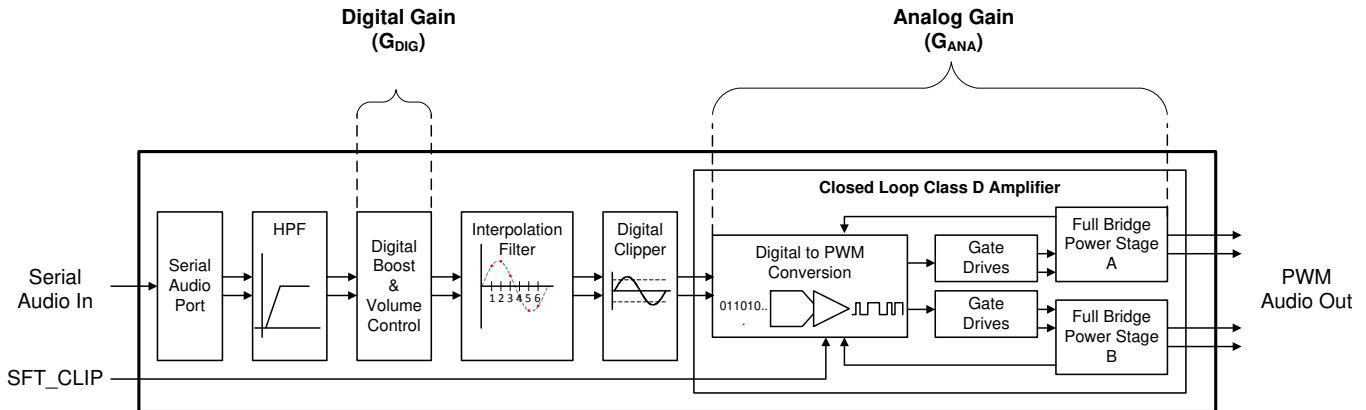 Digital Gain
(GDIG)
Analog Gain
(GANA)
Closed Loop Class D Amplifier
Serial
Audio In
Serial
Audio
Port
HPF
Digital
Boost
&
Volume
Control
Interpolation
Filter
1 2 3 4 5 6
Digital
Clipper
Digital to PWM
Conversion
011010..
.
Gate
Drives
Gate
Drives
Full Bridge
Power Stage
A
Full Bridge
Power Stage
B
PWM
Audio Out
SFT_CLIP